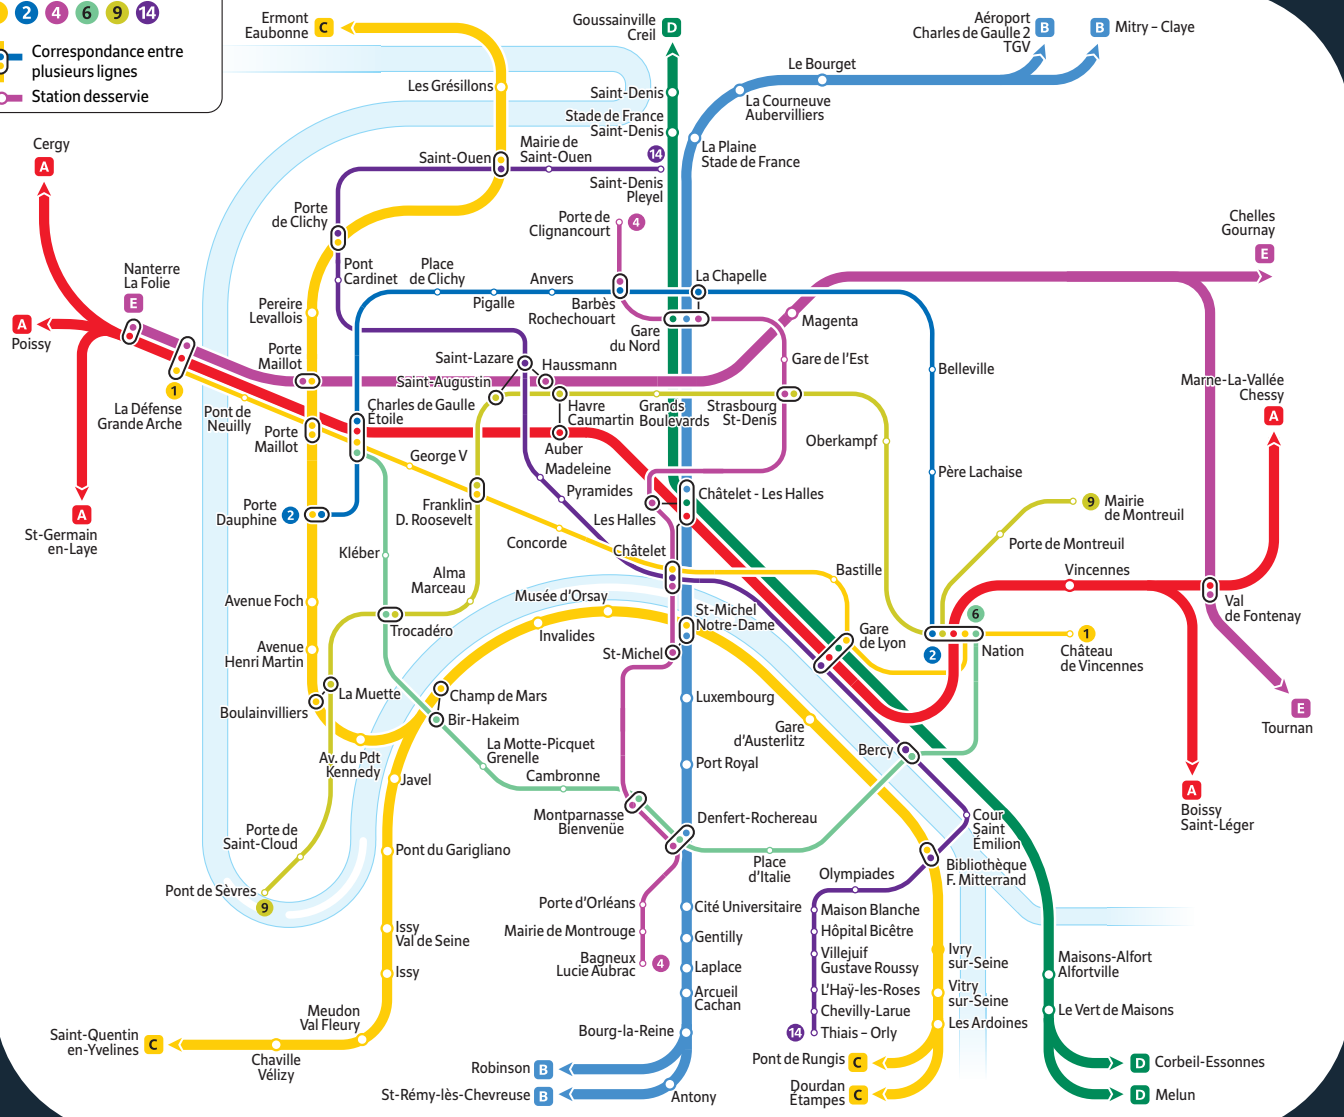 2 4 6 9 14
Correspondance entre
plusieurs lignes
Station desservie
Ermont
Eaubonne
C
Goussainville
Creil
D
Aéroport
Charles de Gaulle 2
TGV
B
B
Mitry – Claye
Le Bourget
La Courneuve
Aubervilliers
La Plaine
Stade de France
Les Grésillons
Saint-Denis
Stade de France
Saint-Denis
Saint-Ouen
Mairie de
Saint-Ouen
14
Saint-Denis
Pleyel
Cergy
A
Porte
de Clichy
Porte de
Clignancourt
4
Chelles
Gournay
E
Nanterre
La Folie
E
Pont
Cardinet
Place
de Clichy
Pigalle
Anvers
Barbès
Rochechouart
La Chapelle
Pereire
Levallois
Gare
du Nord
Magenta
A
Poissy
Porte
Maillot
Saint-Lazare
Haussmann
Saint-Augustin
Gare de l'Est
Belleville
Marne-La-Vallée
Chessy
A
1
La Défense
Grande Arche
Pont de
Neuilly
Porte
Maillot
Charles de Gaulle
Étoile
Havre
Caumartin
Grands
Boulevards
Strasbourg
St-Denis
Auber
Oberkampf
George V
Madeleine
Père Lachaise
Pyramides
Châtelet - Les Halles
Franklin
D. Roosevelt
Les Halles
9
Mairie
de Montreuil
Porte
Dauphine
2
A
St-Germain
en-Laye
Concorde
Châtelet
Porte de Montreuil
Kléber
Alma
Marceau
Bastille
Vincennes
Avenue Foch
Musée d'Orsay
Trocadéro
Invalides
St-Michel
Notre-Dame
Gare
de Lyon
6
2
Nation
1
Château
de Vincennes
Val
de Fontenay
Avenue
Henri Martin
St-Michel
La Muette
Boulainvilliers
Champ de Mars
Bir-Hakeim
Luxembourg
E
Tournan
Gare
d'Austerlitz
Bercy
Av. du Pdt
Kennedy
Javel
La Motte-Picquet
Grenelle
Cambronne
Port Royal
A
Boissy
Saint-Léger
Montparnasse
Bienvenüe
Denfert-Rochereau
Cour
Saint
Émilion
Porte de
Saint-Cloud
Pont du Garigliano
Place
d'Italie
Bibliothèque
F. Mitterrand
Olympiades
Pont de Sèvres
9
Porte d'Orléans
Cité Universitaire
Maison Blanche
Mairie de Montrouge
Hôpital Bicêtre
Issy
Val de Seine
Gentilly
Villejuif
Gustave Roussy
Ivry
sur-Seine
Bagneux
Lucie Aubrac
4
Laplace
Maisons-Alfort
Alfortville
Issy
L'Haÿ-les-Roses
Vitry
sur-Seine
Arcueil
Cachan
Chevilly-Larue
Le Vert de Maisons
Meudon
Val Fleury
Bourg-la-Reine
14
Thiais – Orly
Les Ardoines
Saint-Quentin
en-Yvelines
C
Chaville
Vélizy
Robinson
B
Pont de Rungis
C
D
Corbeil-Essonnes
St-Rémy-lès-Chevreuse
B
Antony
Dourdan
Étampes
C
D
Melun